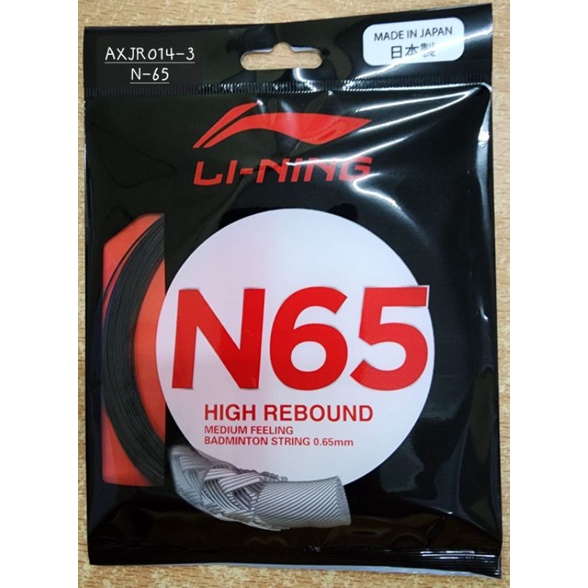 AXJR014-3
N-65
MADE IN JAPAN
日本製
LI-NING
N65
HIGH REBOUND
MEDIUM FEELING
BADMINTON STRING 0.65mm